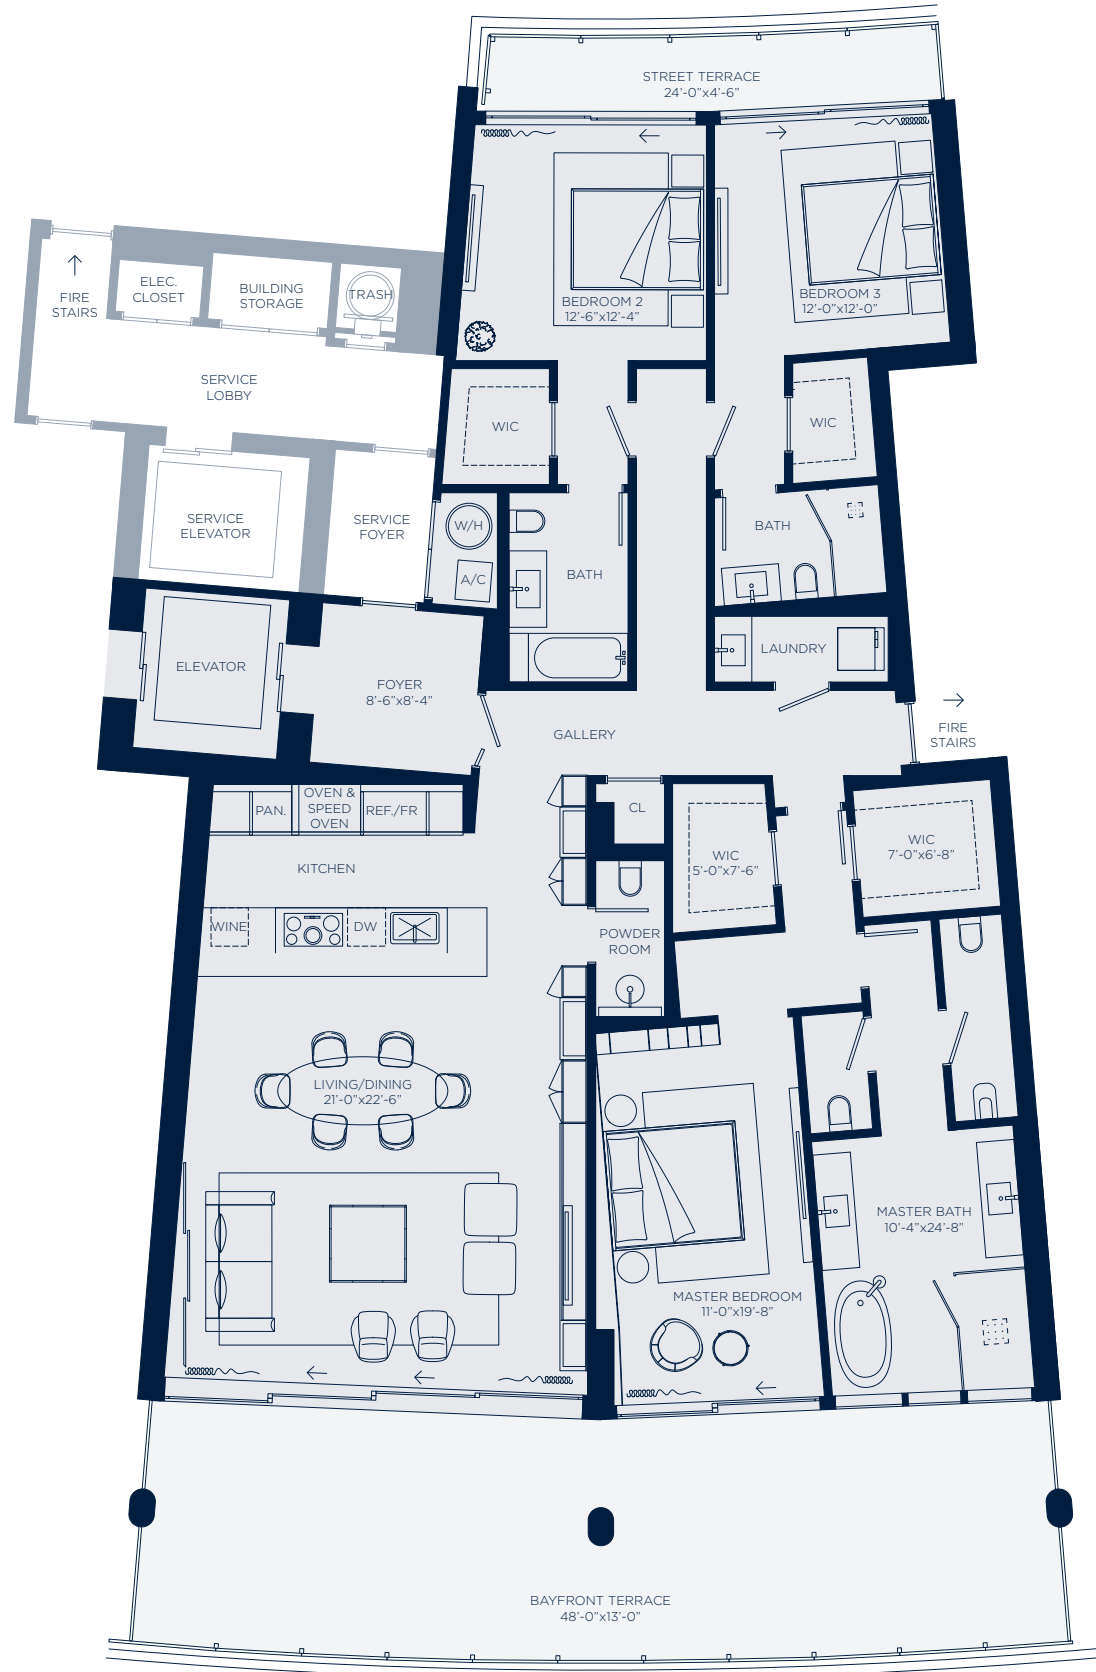 STREET TERRACE
24'-0"x4'-6"
BEDROOM 2
12'-6"x12'-4"
BEDROOM 3
12'-0"x12'-0"
ELEC.
CLOSET
BUILDING
STORAGE
TRASH
FIRE
STAIRS
SERVICE
LOBBY
WIC
WIC
SERVICE
ELEVATOR
SERVICE
FOYER
W/H
A/C
BATH
BATH
ELEVATOR
FOYER
8'-6"x8'-4"
LAUNDRY
GALLERY
FIRE
STAIRS
PAN.
OVEN &
SPEED
OVEN
REF./FR
CL
KITCHEN
WIC
5'-0"x7'-6"
WIC
7'-0"x6'-8"
WINE
DW
POWDER
ROOM
LIVING/DINING
21'-0"x22'-6"
MASTER BATH
10'-4"x24'-8"
MASTER BEDROOM
11'-0"x19'-8"
BAYFRONT TERRACE
48'-0"x13'-0"